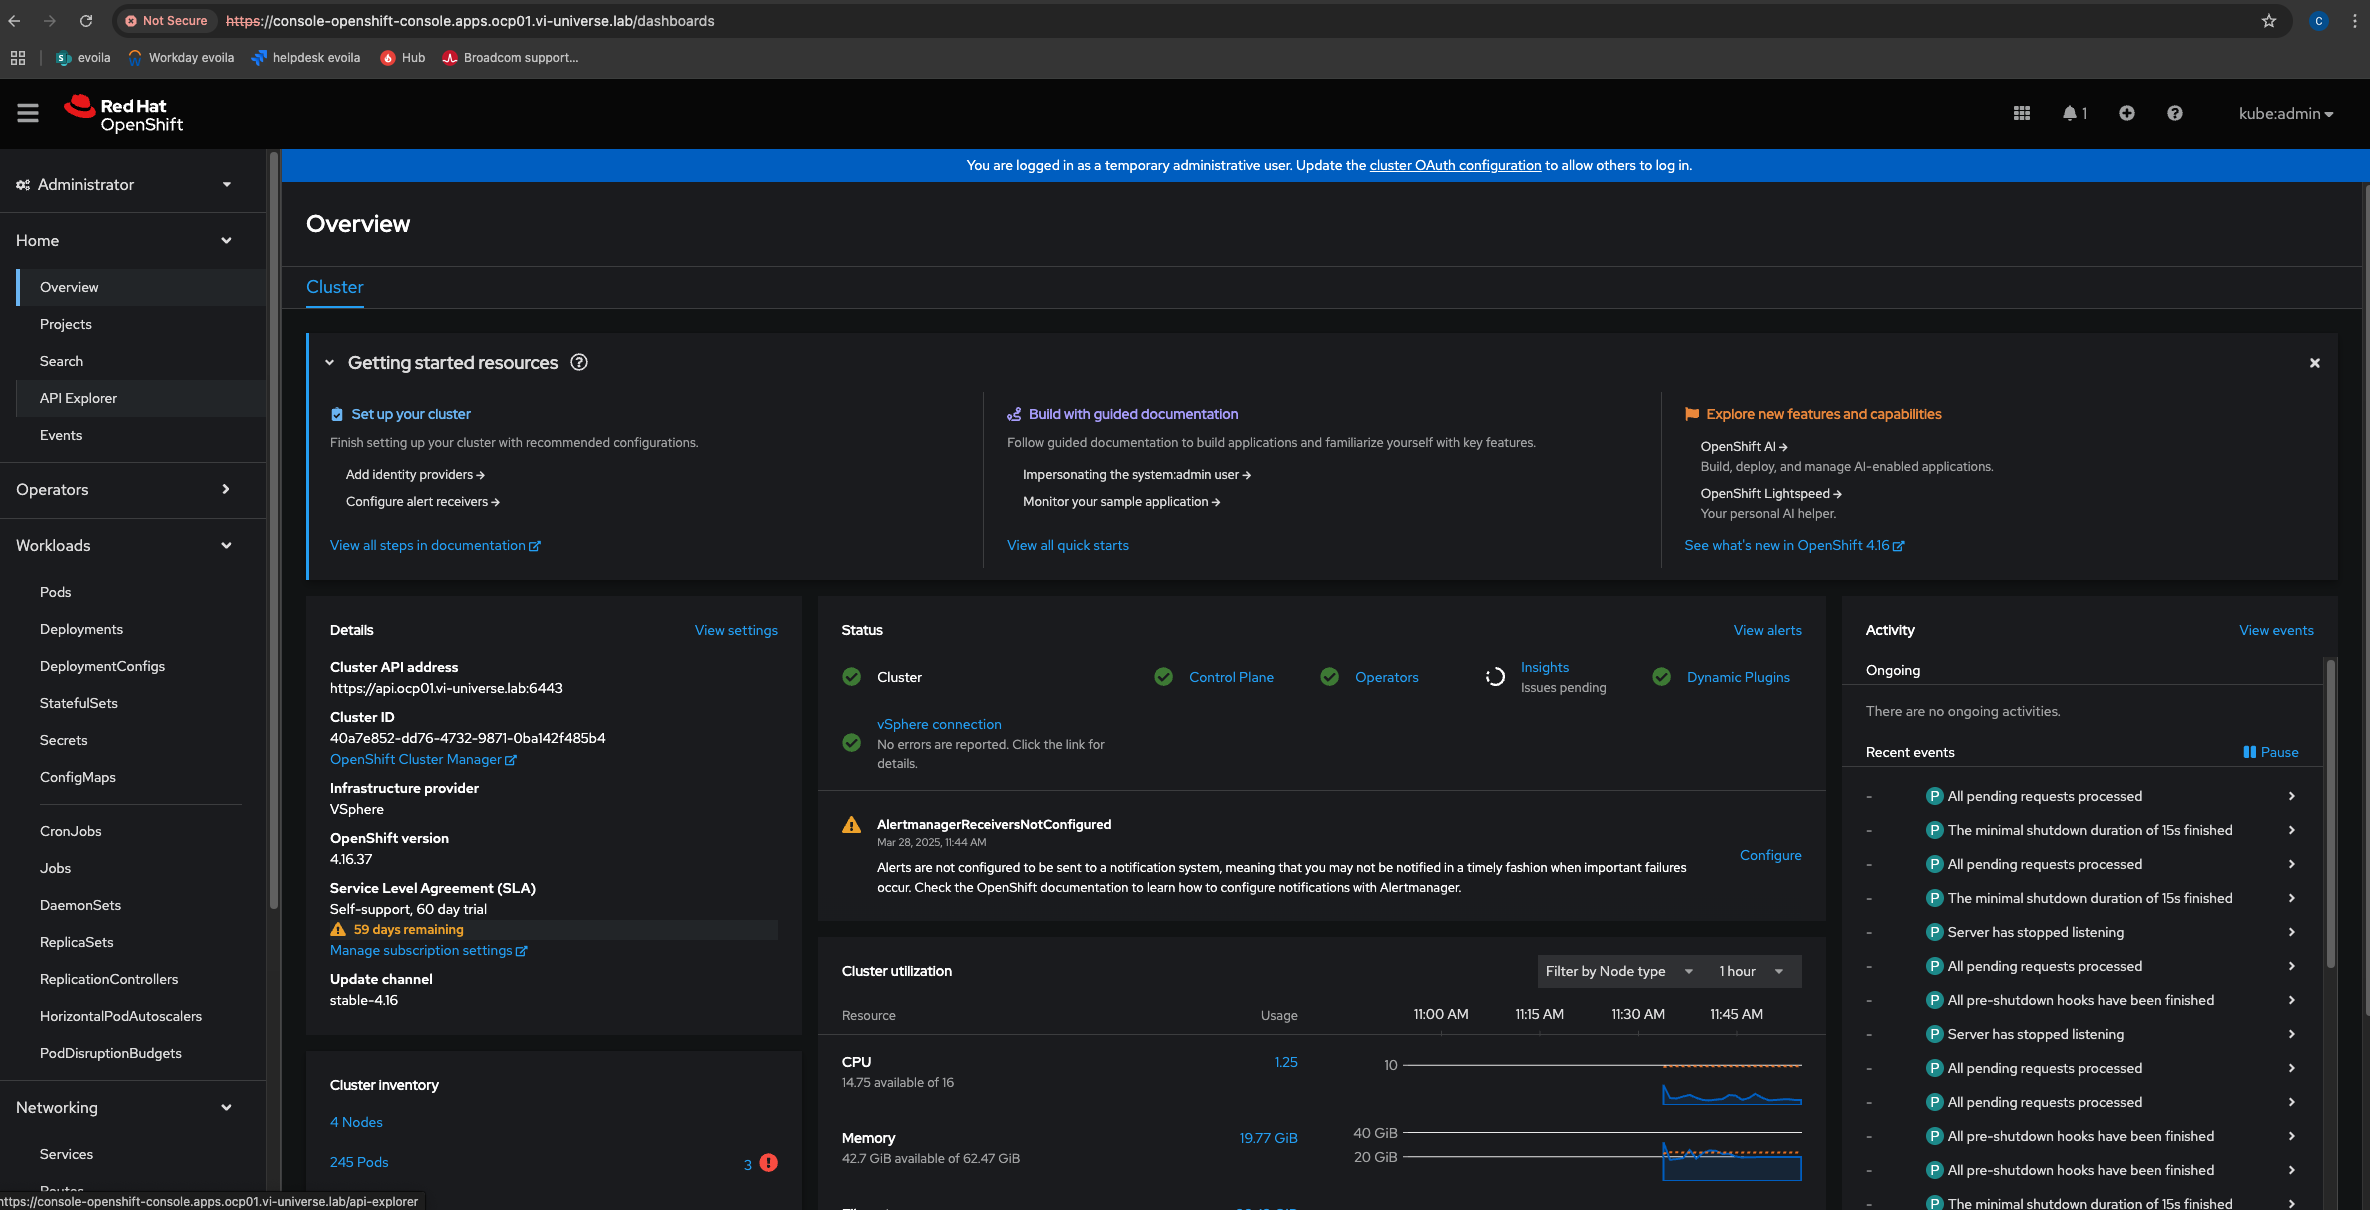 Not Secure https://console-openshift-console.apps.ocp01.vi-universe.lab/dashboards C
evoila Workday evoila helpdesk evoila Hub Broadcom support...
Red Hat
OpenShift
1
kube:admin
You are logged in as a temporary administrative user. Update the cluster OAuth configuration to allow others to log in.
Administrator
Home
Overview
Projects
Search
API Explorer
Events
Operators
Workloads
Pods
Deployments
DeploymentConfigs
StatefulSets
Secrets
ConfigMaps
CronJobs
Jobs
DaemonSets
ReplicaSets
ReplicationControllers
HorizontalPodAutoscalers
PodDisruptionBudgets
Networking
Services
Routes
https://console-openshift-console.apps.ocp01.vi-universe.lab/api-explorer
Overview
Cluster
Getting started resources
Set up your cluster
Finish setting up your cluster with recommended configurations.
Add identity providers
Configure alert receivers
View all steps in documentation
Build with guided documentation
Follow guided documentation to build applications and familiarize yourself with key features.
Impersonating the system:admin user
Monitor your sample application
View all quick starts
Explore new features and capabilities
OpenShift AI
Build, deploy, and manage AI-enabled applications.
OpenShift Lightspeed
Your personal AI helper.
See what's new in OpenShift 4.16
Details
View settings
Cluster API address
https://api.ocp01.vi-universe.lab:6443
Cluster ID
40a7e852-dd76-4732-9871-0ba142f485b4
OpenShift Cluster Manager
Infrastructure provider
VSphere
OpenShift version
4.16.37
Service Level Agreement (SLA)
Self-support, 60 day trial
59 days remaining
Manage subscription settings
Update channel
stable-4.16
Cluster inventory
4 Nodes
245 Pods
3
Status
View alerts
Cluster
Control Plane
Operators
Insights
Issues pending
Dynamic Plugins
vSphere connection
No errors are reported. Click the link for
details.
AlertmanagerReceiversNotConfigured
Mar 28, 2025, 11:44 AM
Alerts are not configured to be sent to a notification system, meaning that you may not be notified in a timely fashion when important failures
occur. Check the OpenShift documentation to learn how to configure notifications with Alertmanager.
Configure
Cluster utilization
Filter by Node type
1 hour
Resource Usage 11:00 AM 11:15 AM 11:30 AM 11:45 AM
CPU 1.25
14.75 available of 16
10
Memory 19.77 GiB
42.7 GiB available of 62.47 GiB
40 GiB
20 GiB
Activity
View events
Ongoing
There are no ongoing activities.
Recent events
Pause
- P All pending requests processed
- P The minimal shutdown duration of 15s finished
- P All pending requests processed
- P The minimal shutdown duration of 15s finished
- P Server has stopped listening
- P All pending requests processed
- P All pre-shutdown hooks have been finished
- P Server has stopped listening
- P All pending requests processed
- P All pending requests processed
- P All pre-shutdown hooks have been finished
- P All pre-shutdown hooks have been finished
- P The minimal shutdown duration of 15s finished